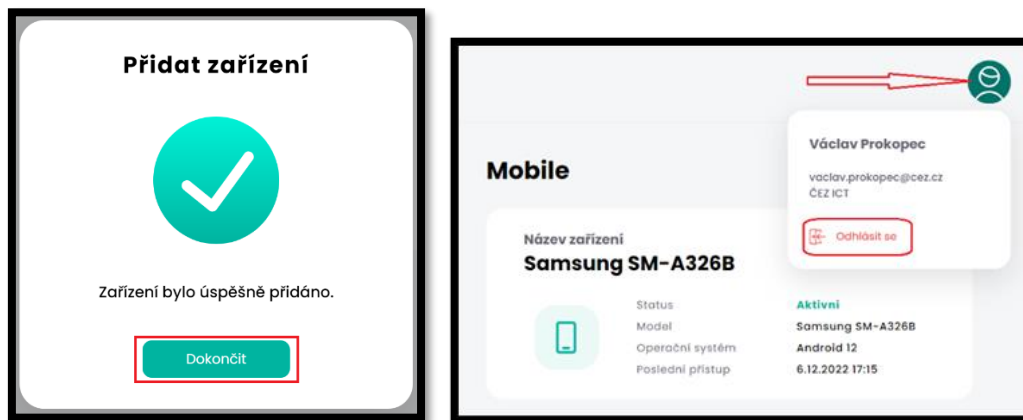 Přidat zařízení
Zařízení bylo úspěšně přidáno.
Dokončit
Václav Prokopec
vaclav.prokopec@cez.cz
ČEZ ICT
Odhlásit se
Mobile
Název zařízení
Samsung SM-A326B
Status Aktivní
Model Samsung SM-A326B
Operační systém Android 12
Poslední přístup 6.12.2022 17:15